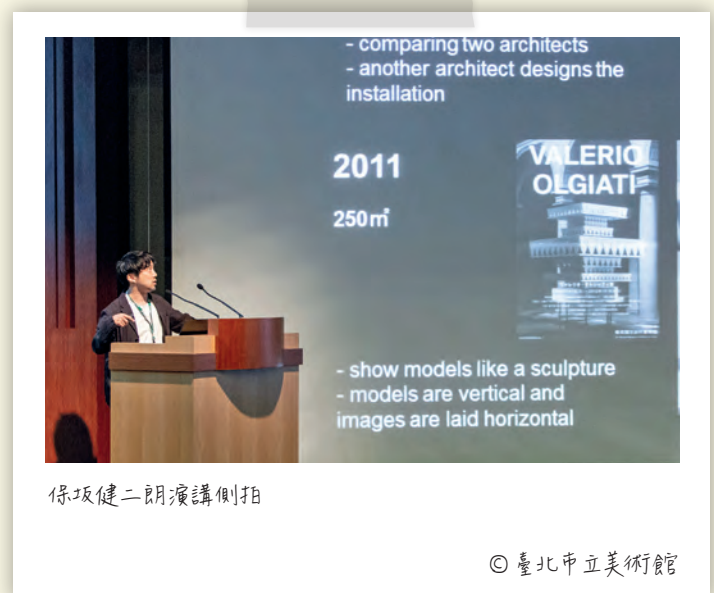 - comparing two architects
- another architect designs the
installation
2011
250㎡
VALERIO
OLGIATI
- show models like a sculpture
- models are vertical and
images are laid horizontal
保坂健二朗演講側拍
© 臺北市立美術館